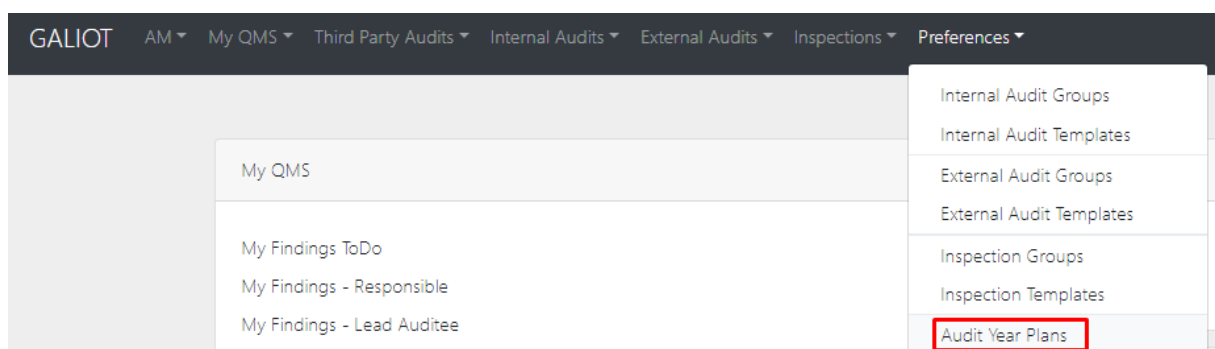 GALIOT AM My QMS Third Party Audits Internal Audits External Audits Inspections Preferences
Internal Audit Groups
Internal Audit Templates
External Audit Groups
External Audit Templates
Inspection Groups
Inspection Templates
Audit Year Plans
My QMS
My Findings ToDo
My Findings - Responsible
My Findings - Lead Auditee